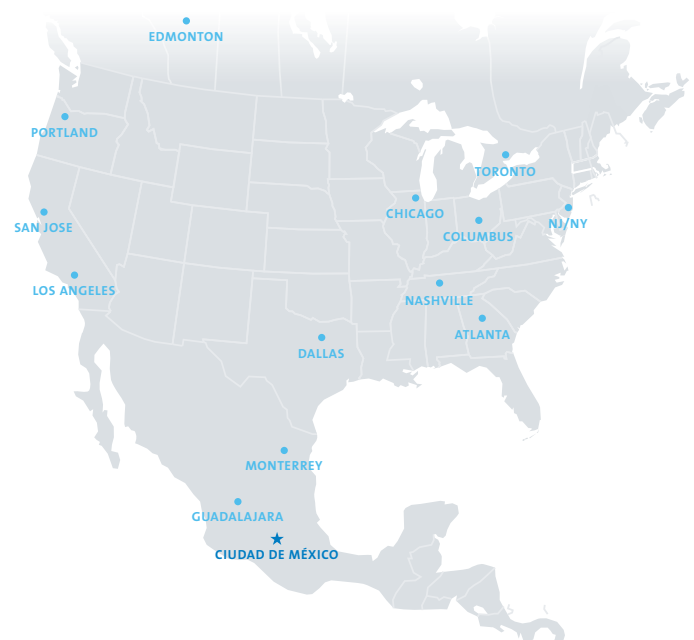 EDMONTON
PORTLAND
TORONTO
CHICAGO
SAN JOSE
NJ/NY
COLUMBUS
LOS ANGELES
NASHVILLE
ATLANTA
DALLAS
MONTERREY
GUADALAJARA
CIUDAD DE MÉXICO